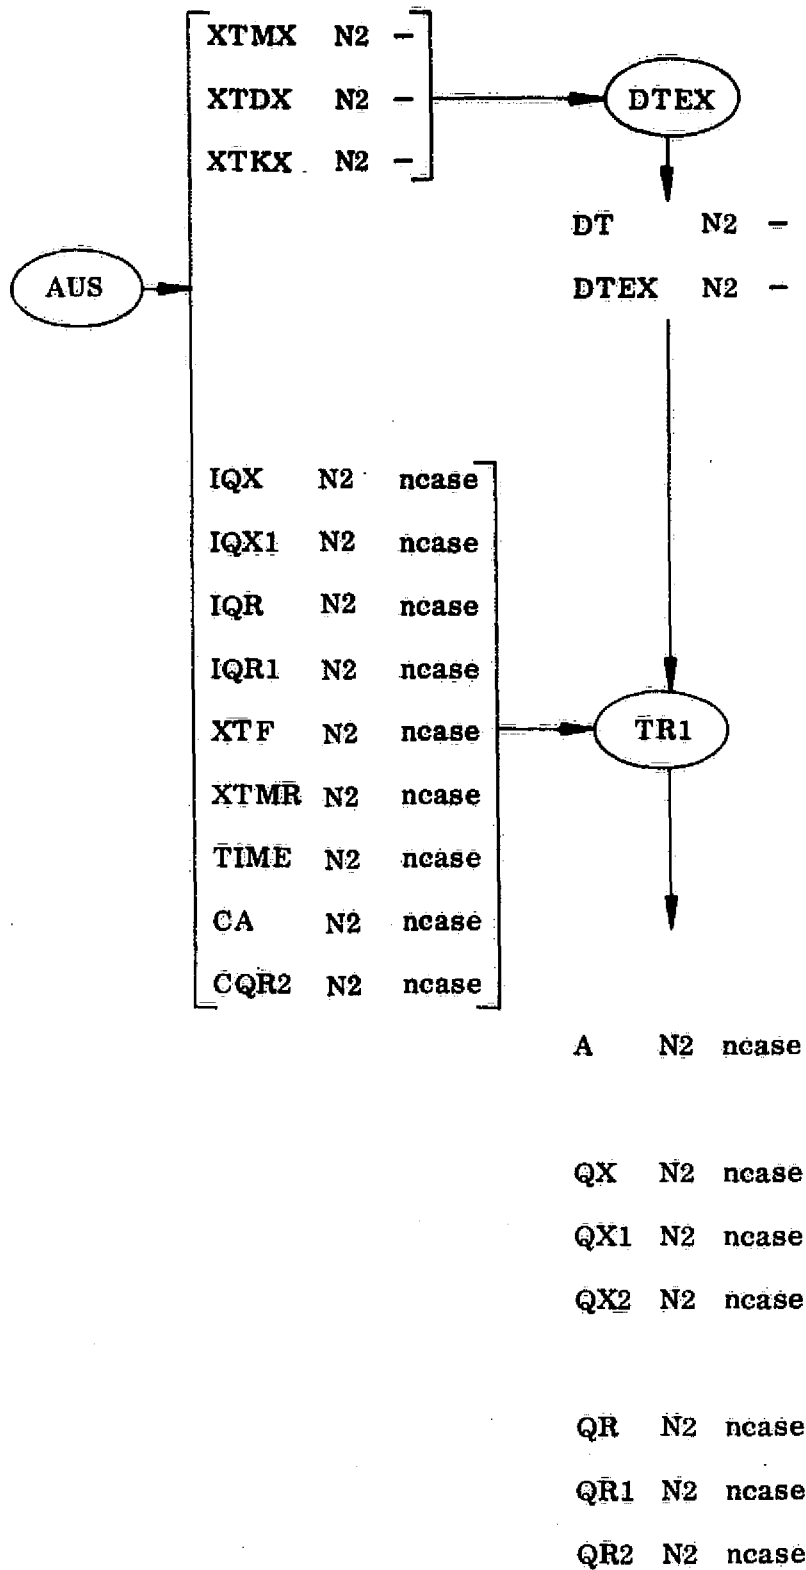 XTMX N2 -
XTDX N2 -
XTKX N2 -
DTEX
DT N2 -
DTEX N2 -
AUS
IQX N2 ncase
IQX1 N2 ncase
IQR N2 ncase
IQR1 N2 ncase
XTF N2 ncase
XTMR N2 ncase
TIME N2 ncase
CA N2 ncase
CQR2 N2 ncase
TR1
A N2 ncase
QX N2 ncase
QX1 N2 ncase
QX2 N2 ncase
QR N2 ncase
QR1 N2 ncase
QR2 N2 ncase